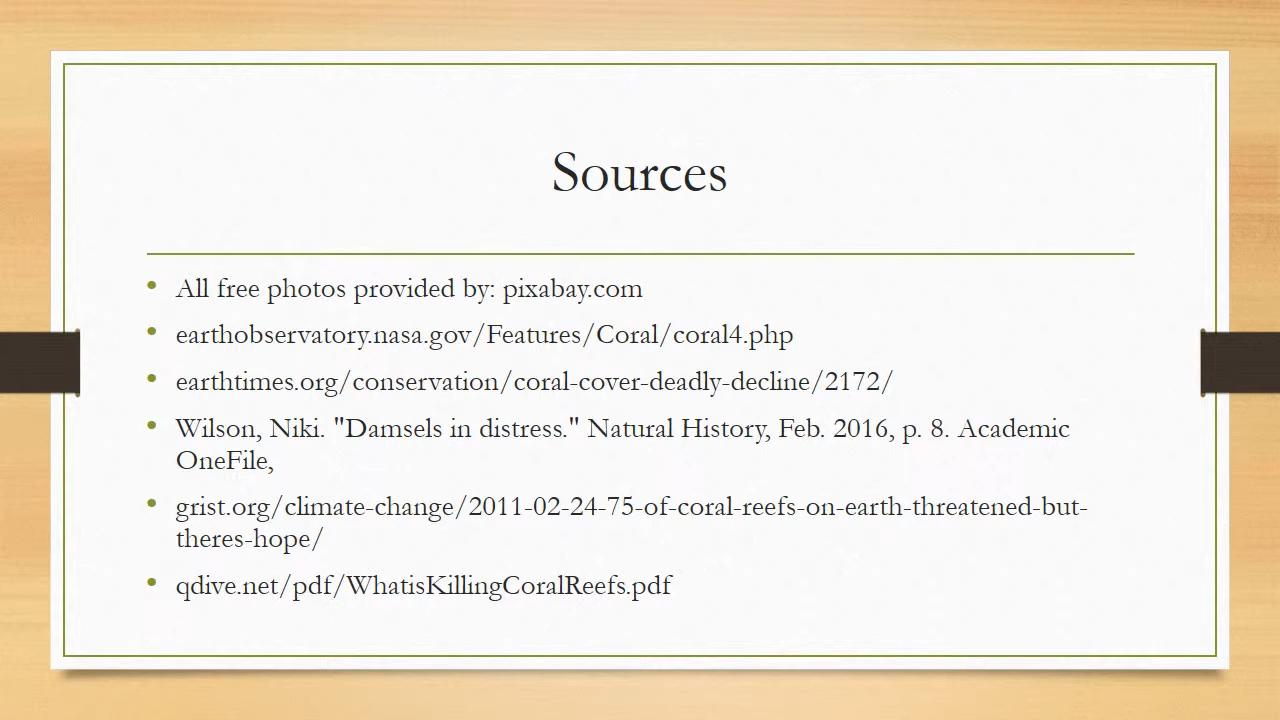 Sources
• All free photos provided by: pixabay.com
• earthobservatory.nasa.gov/Features/Coral/coral4.php
• earthtimes.org/conservation/coral-cover-deadly-decline/2172/
• Wilson, Niki. "Damsels in distress." Natural History, Feb. 2016, p. 8. Academic
OneFile,
• grist.org/climate-change/2011-02-24-75-of-coral-reefs-on-earth-threatened-but-
theres-hope/
• qdive.net/pdf/WhatisKillingCoralReefs.pdf